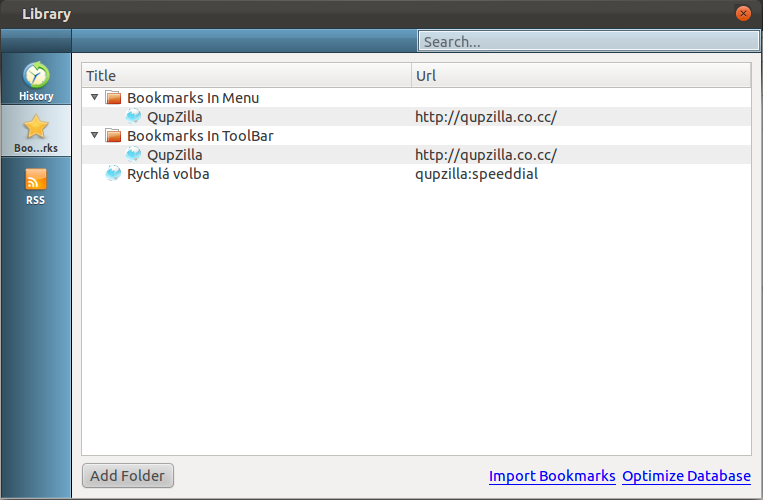 Library
Search...
History
Boo...rks
RSS
Title Url
Bookmarks In Menu
QupZilla http://qupzilla.co.cc/
Bookmarks In ToolBar
QupZilla http://qupzilla.co.cc/
Rychlá volba qupzilla:speeddial
Add Folder Import Bookmarks Optimize Database